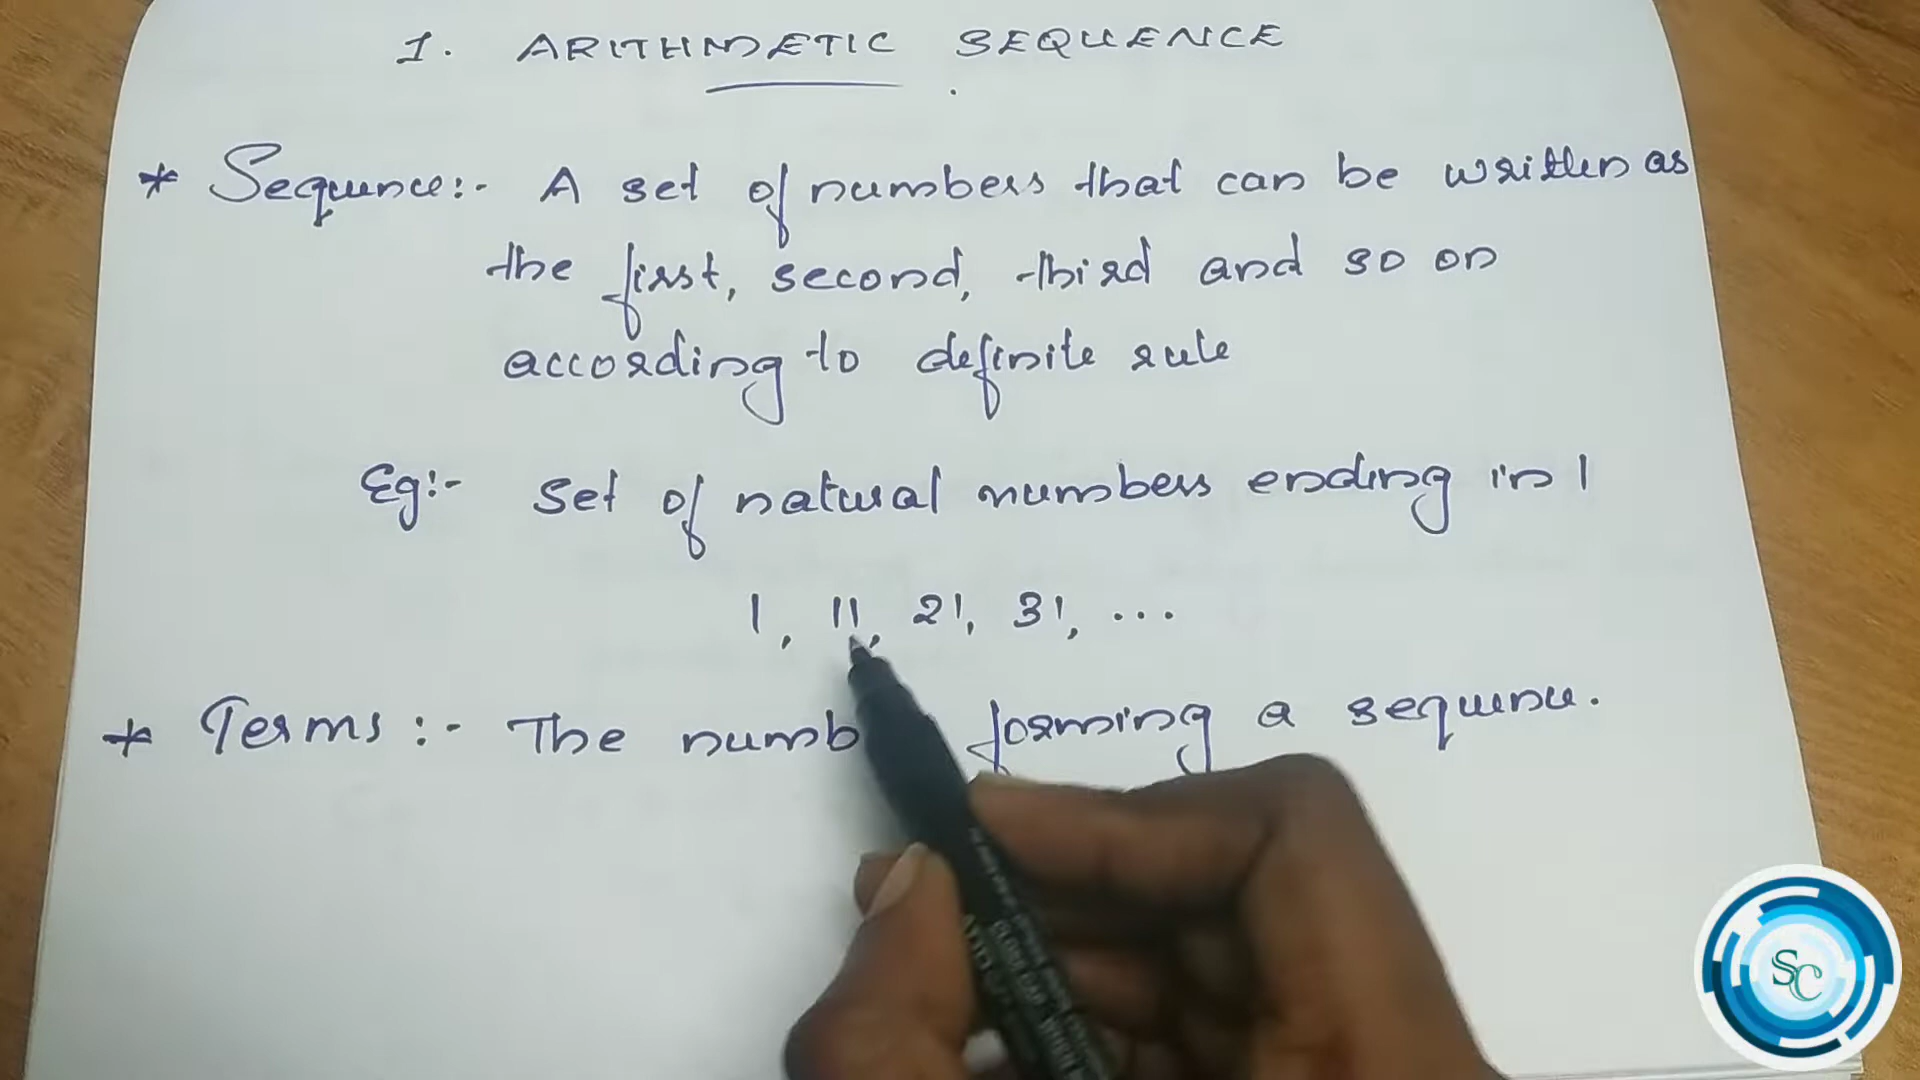 1. ARITHMETIC SEQUENCE
* Sequence:- A set of numbers that can be written as
the first, second, third and so on
according to definite rule
Eg:- Set of natural numbers ending in 1
1, 11, 21, 31, ...
* Terms :- The numb forming a sequence.
SC